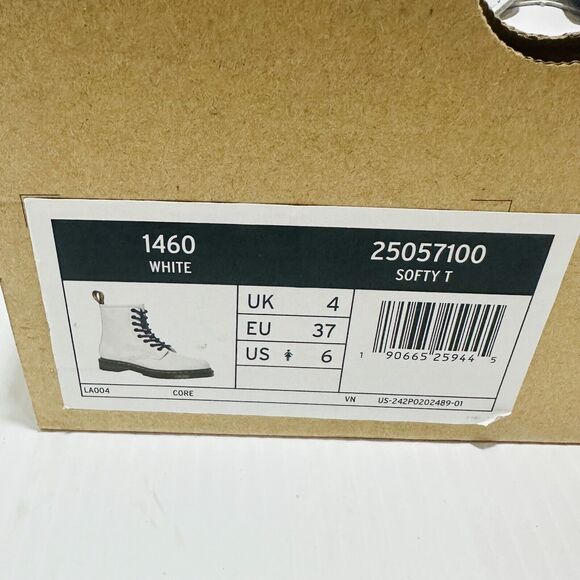 1460
WHITE
25057100
SOFTY T
UK 4
EU 37
US 6
1 90665 25944 5
LA004 CORE VN US-242P0202489-01